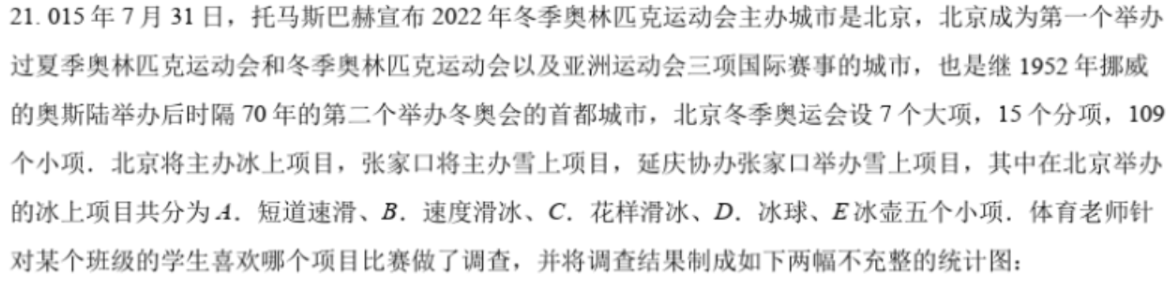 21. 015 年 7 月 31 日，托马斯巴赫宣布 2022 年冬季奥林匹克运动会主办城市是北京，北京成为第一个举办
过夏季奥林匹克运动会和冬季奥林匹克运动会以及亚洲运动会三项国际赛事的城市，也是继 1952 年挪威
的奥斯陆举办后时隔 70 年的第二个举办冬奥会的首都城市，北京冬季奥运会设 7 个大项，15 个分项，109
个小项．北京将主办冰上项目，张家口将主办雪上项目，延庆协办张家口举办雪上项目，其中在北京举办
的冰上项目共分为 A．短道速滑、B．速度滑冰、C．花样滑冰、D．冰球、E 冰壶五个小项．体育老师针
对某个班级的学生喜欢哪个项目比赛做了调查，并将调查结果制成如下两幅不充整的统计图：